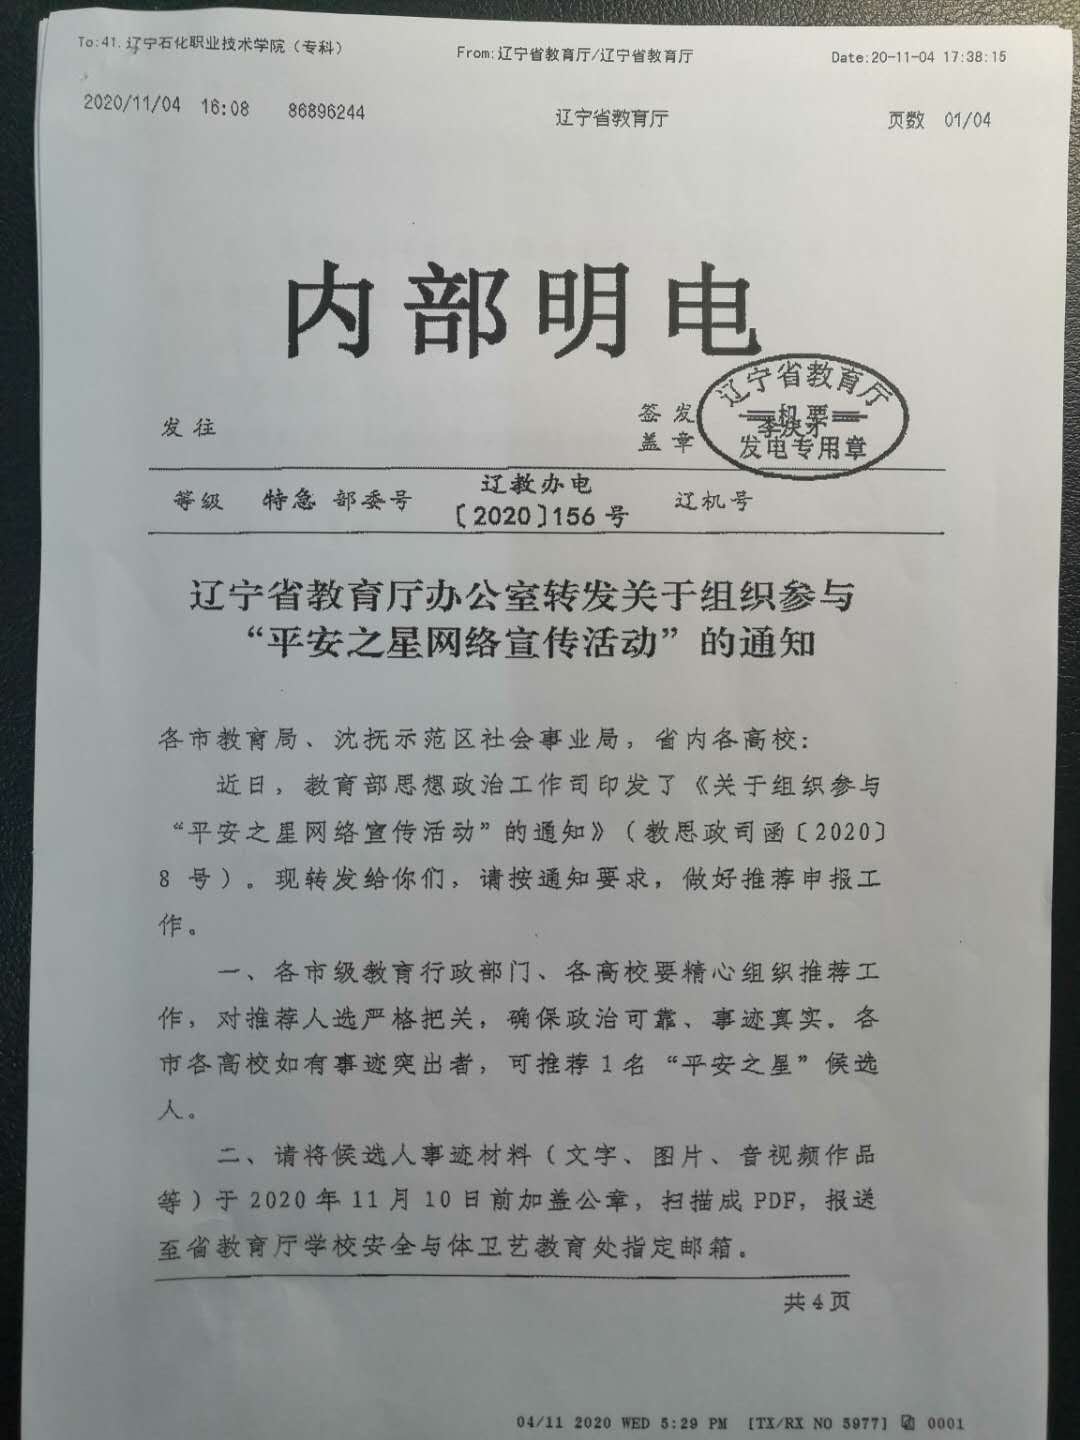 To:41.辽宁石化职业技术学院（专科）
From:辽宁省教育厅/辽宁省教育厅
Date:20-11-04 17:38:15
2020/11/04 16:08 86896244
辽宁省教育厅
页数 01/04
内部明电
发往
签发
盖章
辽宁省教育厅
机要
发电专用章
等级 特急 部委号
辽教办电
〔2020〕156号
辽机号
辽宁省教育厅办公室转发关于组织参与
“平安之星网络宣传活动”的通知
各市教育局、沈抚示范区社会事业局，省内各高校：
近日，教育部思想政治工作司印发了《关于组织参与
“平安之星网络宣传活动”的通知》（教思政司函〔2020〕
8号）。现转发给你们，请按通知要求，做好推荐申报工
作。
一、各市级教育行政部门、各高校要精心组织推荐工
作，对推荐人选严格把关，确保政治可靠、事迹真实。各
市各高校如有事迹突出者，可推荐1名“平安之星”候选
人。
二、请将候选人事迹材料（文字、图片、音视频作品
等）于2020年11月10日前加盖公章，扫描成PDF，报送
至省教育厅学校安全与体卫艺教育处指定邮箱。
共4页
04/11 2020 WED 5:29 PM [TX/RX NO 5977] 0001